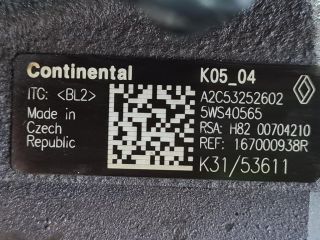 Continental
K05_04
ITC: <BL2>
A2C53252602
Made in
5WS40565
Czech
RSA: H82 00704210
Republic
REF: 167000938R
K31/53611